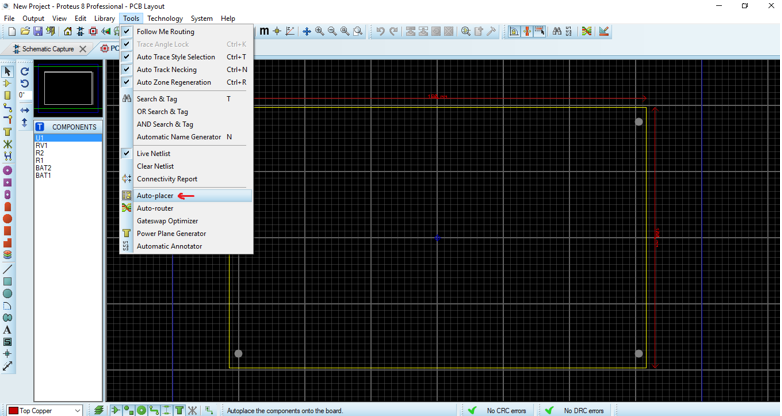 New Project - Proteus 8 Professional - PCB Layout
File Output View Edit Library Tools Technology System Help
Schematic Capture
PC
Follow Me Routing
Trace Angle Lock Ctrl+K
Auto Trace Style Selection Ctrl+T
Auto Track Necking Ctrl+N
Auto Zone Regeneration Ctrl+R
Search & Tag T
OR Search & Tag
AND Search & Tag
Automatic Name Generator N
Live Netlist
Clear Netlist
Connectivity Report
Auto-placer
Auto-router
Gateswap Optimizer
Power Plane Generator
Automatic Annotator
0°
m
T COMPONENTS
U1
RV1
R2
R1
BAT2
BAT1
A
Top Copper
Autoplace the components onto the board.
No CRC errors
No DRC errors